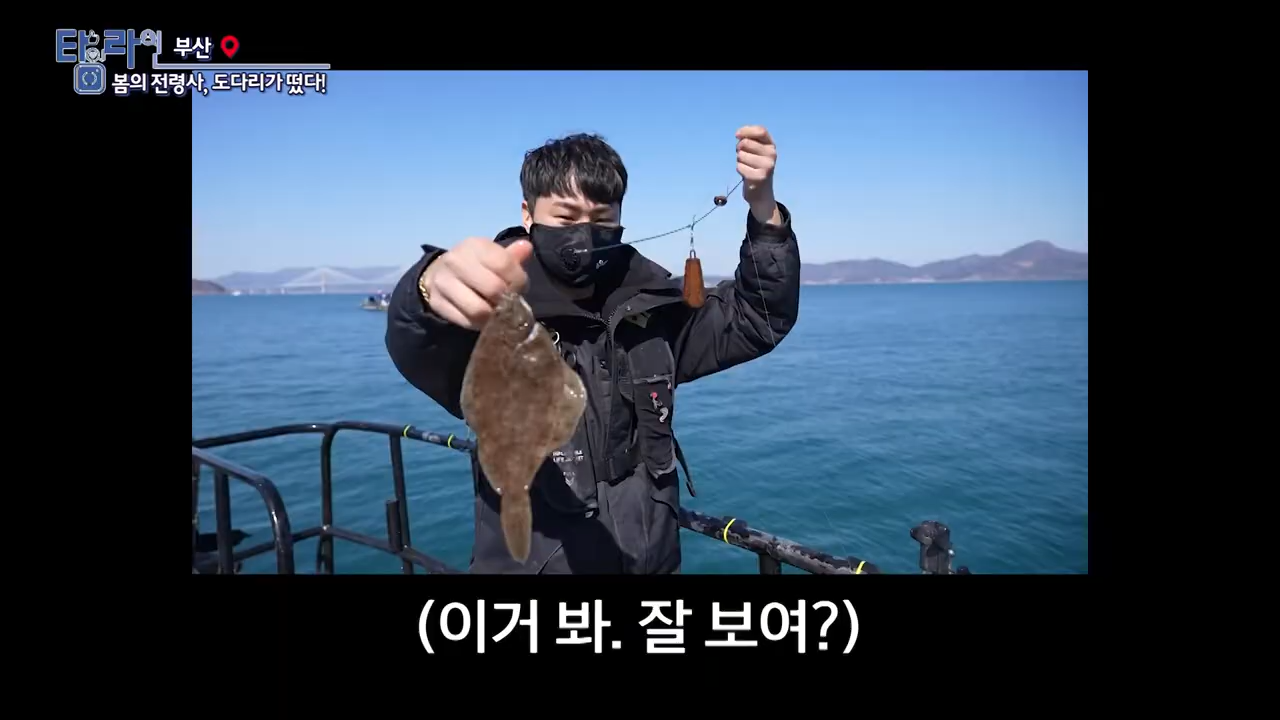 타라이 부산
봄의 전령사, 도다리가 떴다!
(이거 봐. 잘 보여?)